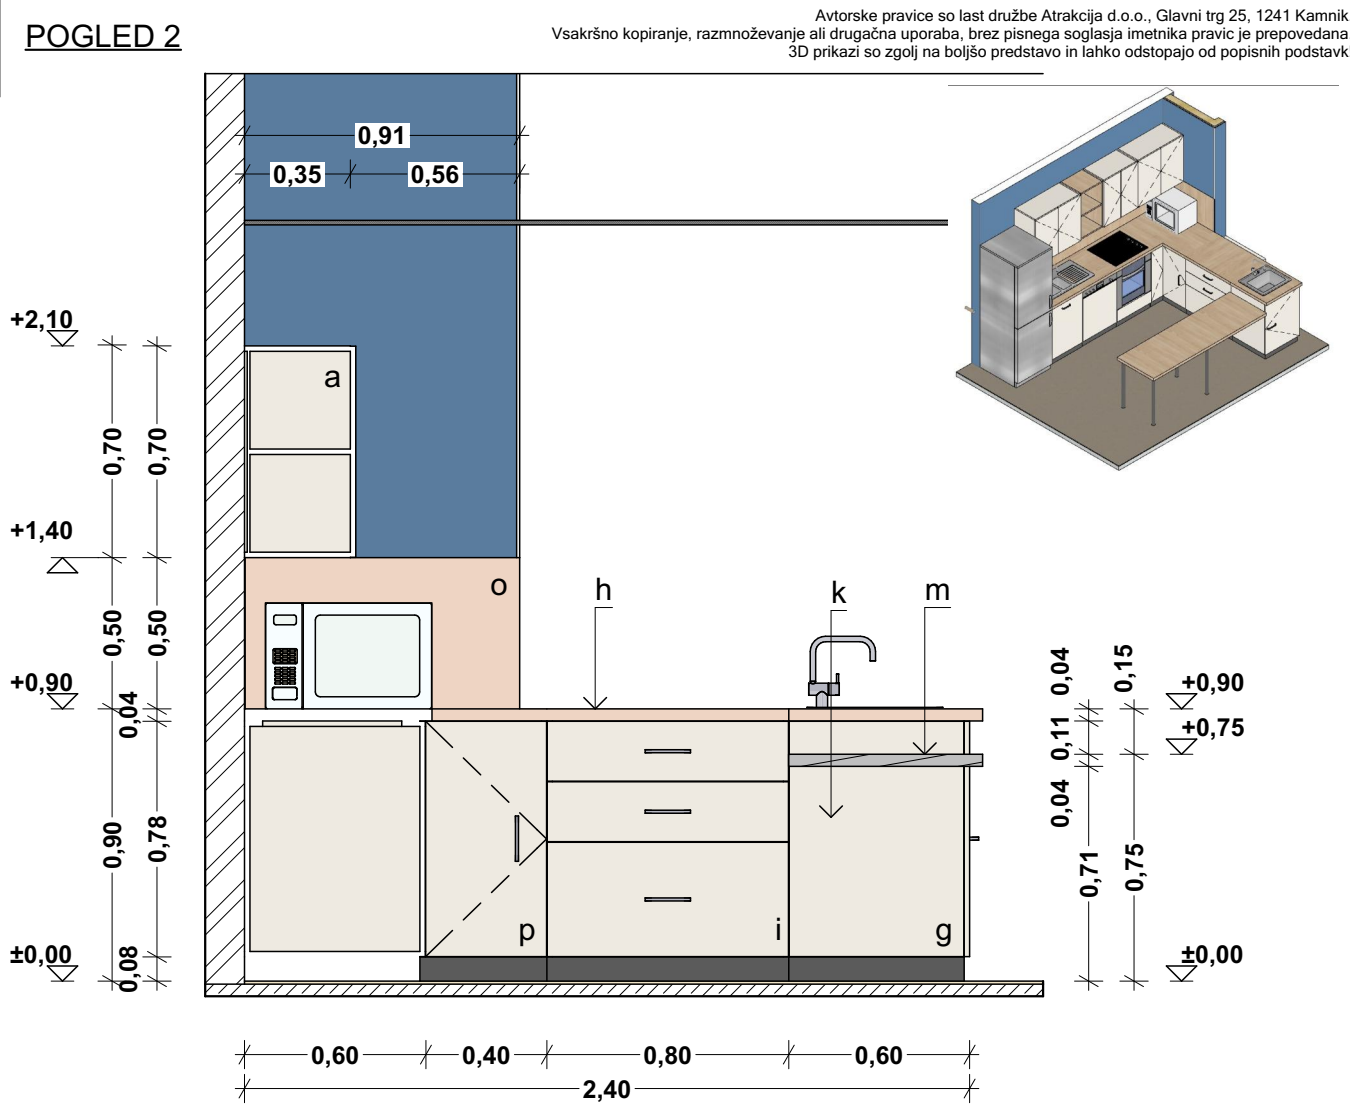 POGLED 2
Avtorske pravice so last družbe Atrakcija d.o.o., Glavni trg 25, 1241 Kamnik
Vsakršno kopiranje, razmnoževanje ali drugačna uporaba, brez pisnega soglasja imetnika pravic je prepovedana
3D prikazi so zgolj na boljšo predstavo in lahko odstopajo od popisnih podstavk
0,91
0,35
0,56
+2,10
a
0,70
0,70
+1,40
o
h
k
m
0,50
0,50
+0,90
0,04
0,04
0,15
+0,90
0,11
+0,75
0,04
0,90
0,78
0,71
0,75
p
i
g
±0,00
0,08
±0,00
0,60
0,40
0,80
0,60
2,40